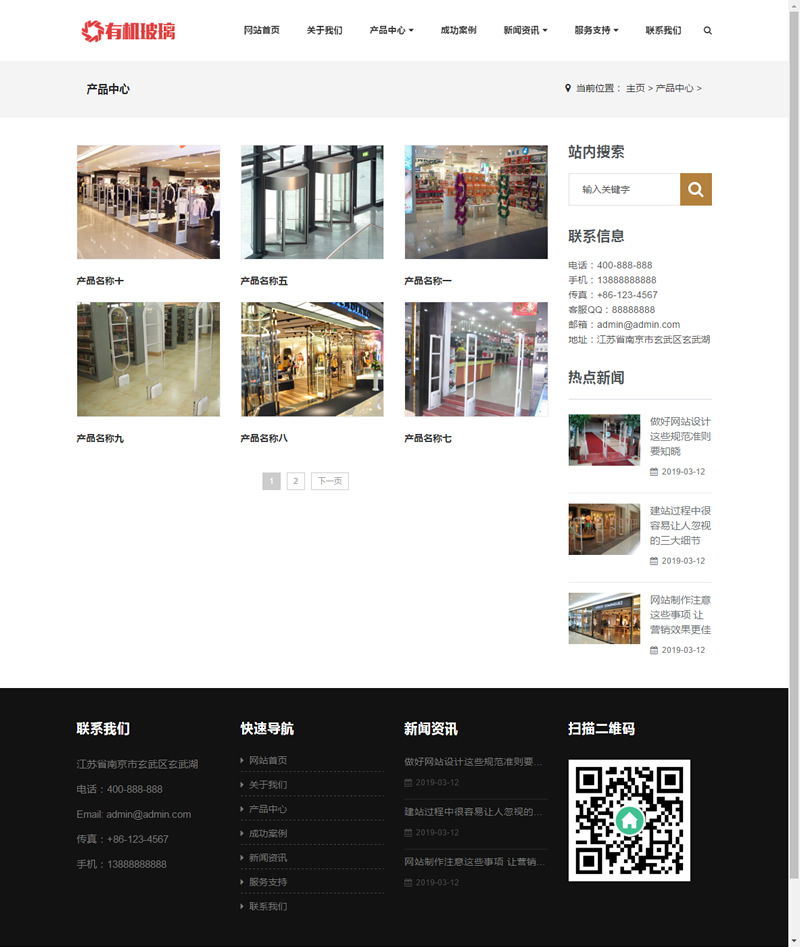 有机玻璃
网站首页 关于我们 产品中心 成功案例 新闻资讯 服务支持 联系我们
产品中心
当前位置： 主页 > 产品中心 >
产品名称十
产品名称五
产品名称一
产品名称九
产品名称八
产品名称七
1 2 下一页
站内搜索
输入关键字
联系信息
电话：400-888-888
手机：13888888888
传真：+86-123-4567
客服QQ：88888888
邮箱：admin@admin.com
地址：江苏省南京市玄武区玄武湖
热点新闻
做好网站设计
这些规范准则
要知晓
2019-03-12
建站过程中很
容易让人忽视
的三大细节
2019-03-12
网站制作注意
这些事项 让
营销效果更佳
2019-03-12
联系我们
江苏省南京市玄武区玄武湖
电话：400-888-888
Email: admin@admin.com
传真：+86-123-4567
手机：13888888888
快速导航
网站首页
关于我们
产品中心
成功案例
新闻资讯
服务支持
联系我们
新闻资讯
做好网站设计这些规范准则要...
2019-03-12
建站过程中很容易让人忽视的...
2019-03-12
网站制作注意这些事项 让营销...
2019-03-12
扫描二维码